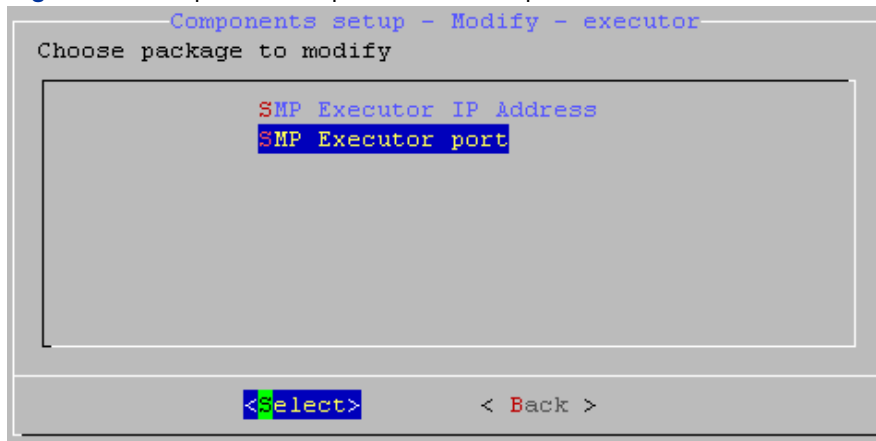 Components setup - Modify - executor
Choose package to modify
SMP Executor IP Address
SMP Executor port
<Select> < Back >